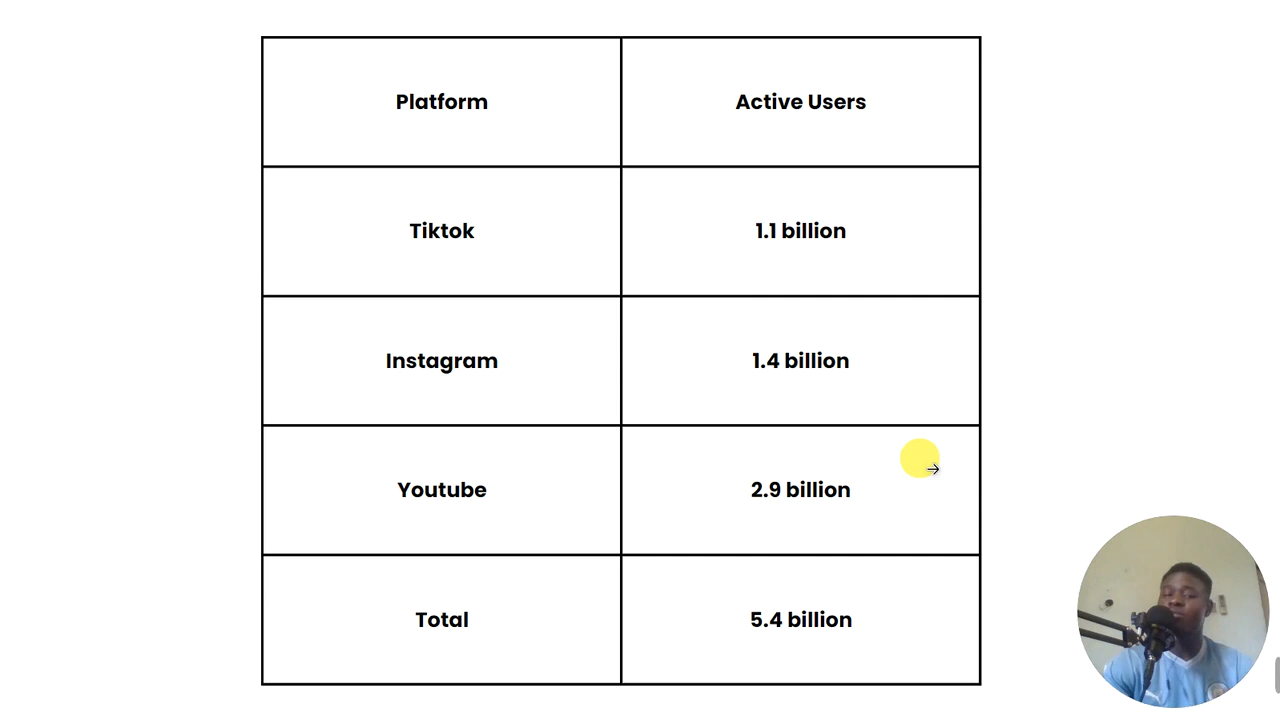 Platform
Active Users
Tiktok
1.1 billion
Instagram
1.4 billion
Youtube
2.9 billion
Total
5.4 billion